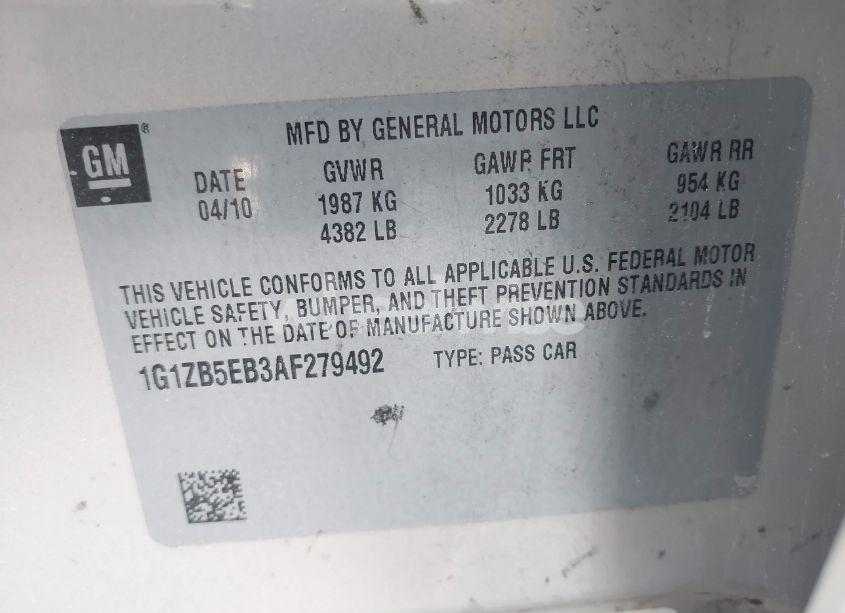 GM®
MFD BY GENERAL MOTORS LLC
DATE GVWR GAWR FRT GAWR RR
04/10 1987 KG 1033 KG 954 KG
4382 LB 2278 LB 2104 LB
THIS VEHICLE CONFORMS TO ALL APPLICABLE U.S. FEDERAL MOTOR
VEHICLE SAFETY, BUMPER, AND THEFT PREVENTION STANDARDS IN
EFFECT ON THE DATE OF MANUFACTURE SHOWN ABOVE.
1G1ZB5EB3AF279492 TYPE: PASS CAR